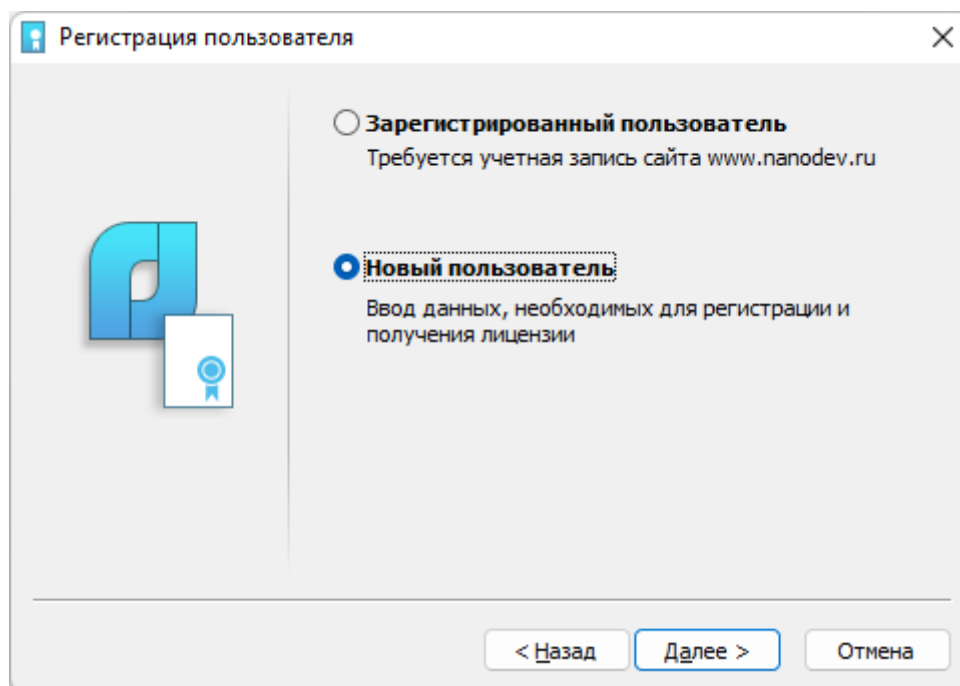 Регистрация пользователя
Зарегистрированный пользователь
Требуется учетная запись сайта www.nanodev.ru
Новый пользователь
Ввод данных, необходимых для регистрации и
получения лицензии
< Назад
Далее >
Отмена